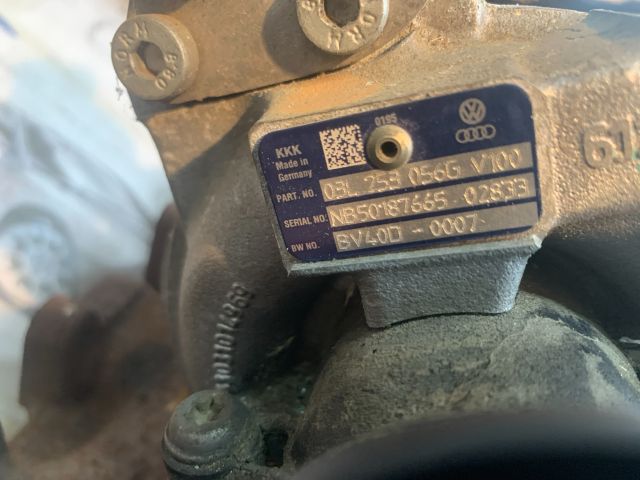 0195
KKK
Made in
Germany
PART. NO. 03L 253 056G V100
SERIAL NO. NB50187665 02833
BW NO. BV40D - 0007